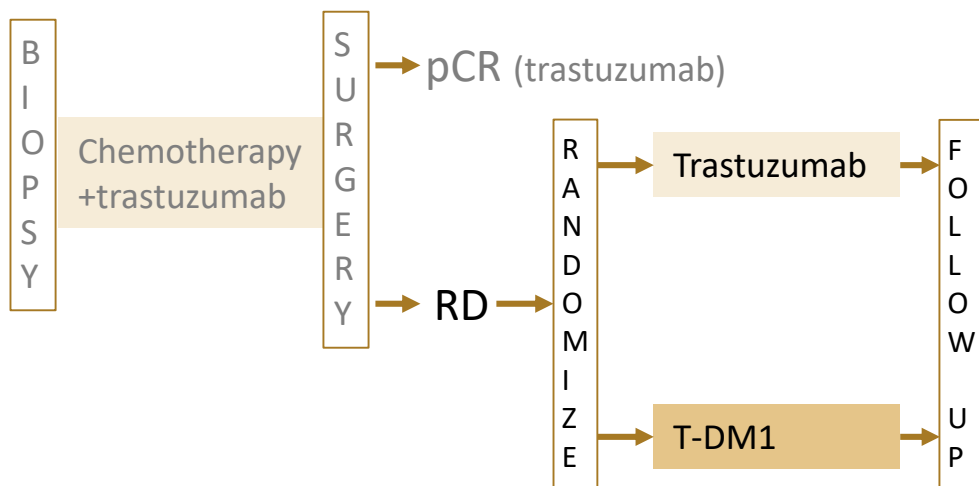 BIOPSY
Chemotherapy
+trastuzumab
SURGERY
pCR (trastuzumab)
RD
RANDOMIZE
Trastuzumab
T-DM1
FOLLOW UP